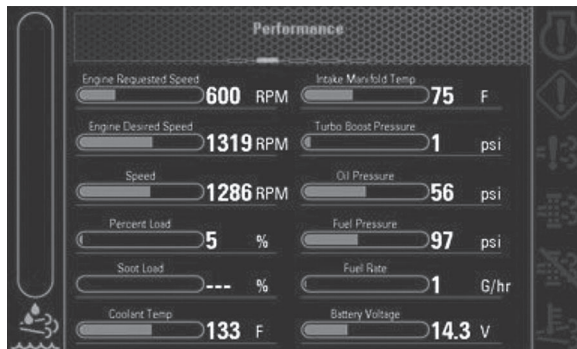 Performance
Engine Requested Speed
600 RPM
Engine Desired Speed
1319 RPM
Speed
1286 RPM
Percent Load
5 %
Soot Load
--- %
Coolant Temp
133 F
Intake Manifold Temp
75 F
Turbo Boost Pressure
1 psi
Oil Pressure
56 psi
Fuel Pressure
97 psi
Fuel Rate
1 G/hr
Battery Voltage
14.3 V